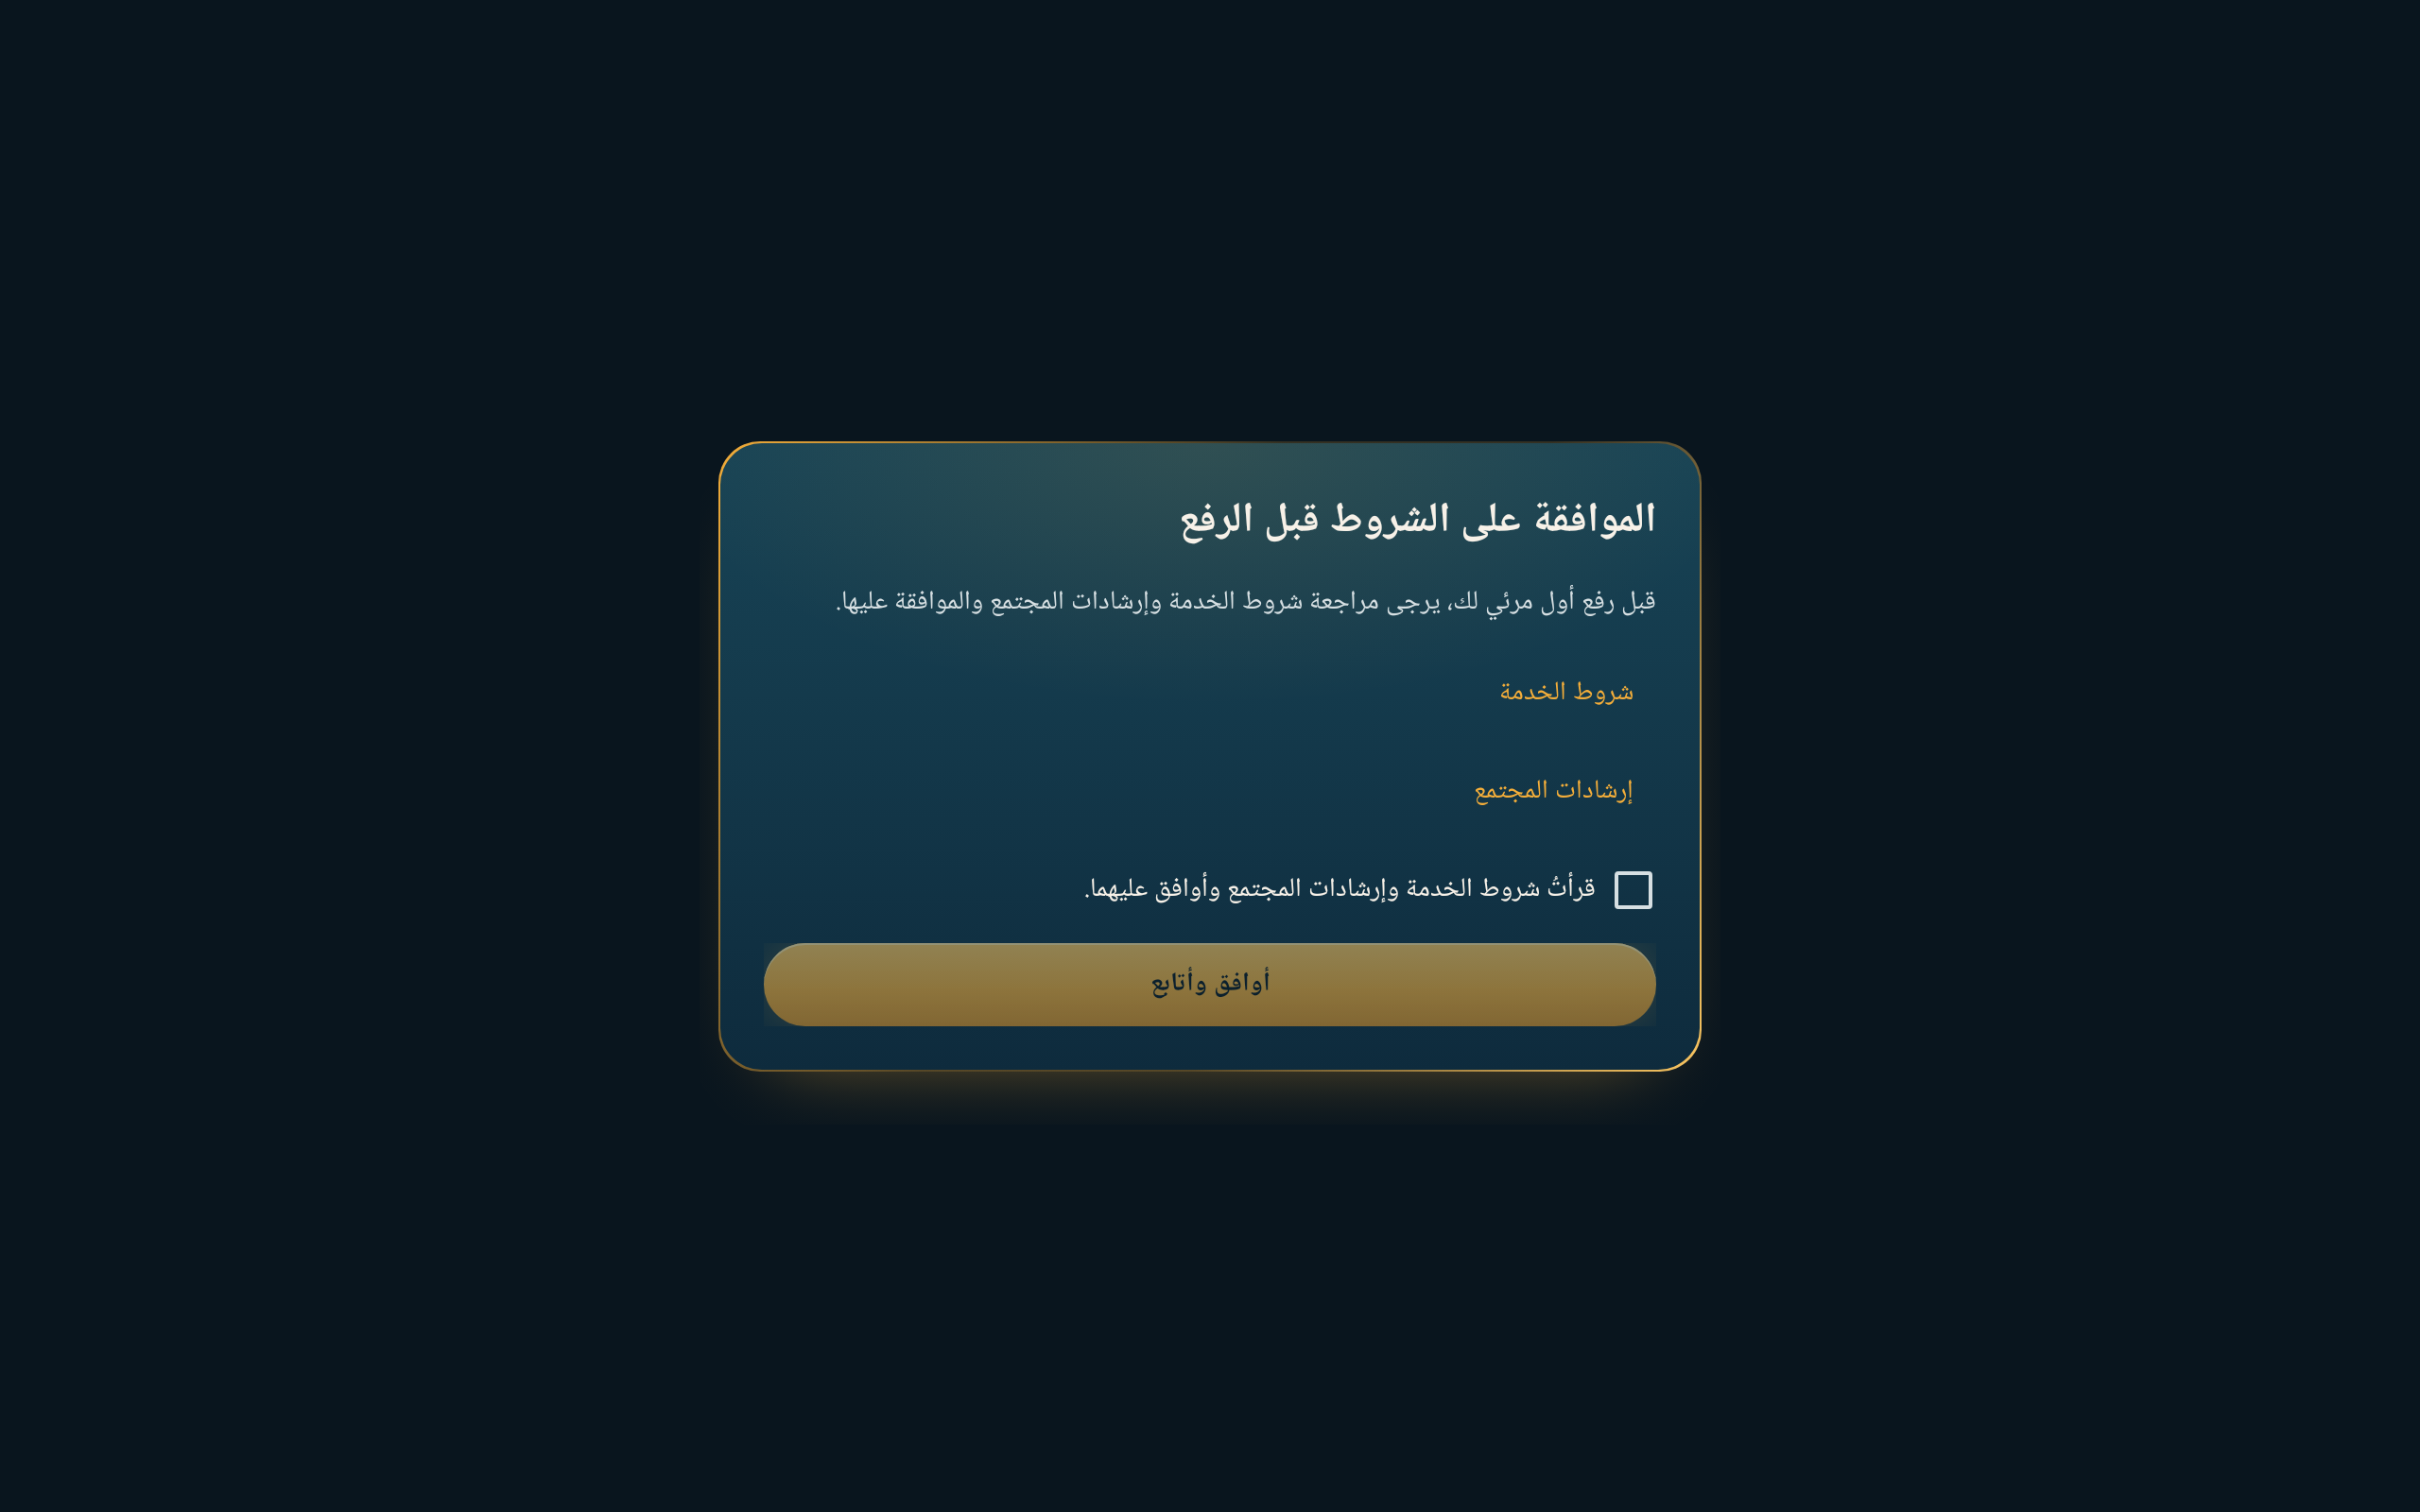 الموافقة على الشروط قبل الرفع
قبل رفع أول مرئي لك، يرجى مراجعة شروط الخدمة وإرشادات المجتمع والموافقة عليها.
شروط الخدمة
إرشادات المجتمع
قرأتُ شروط الخدمة وإرشادات المجتمع وأوافق عليهما.
أوافق وأتابع